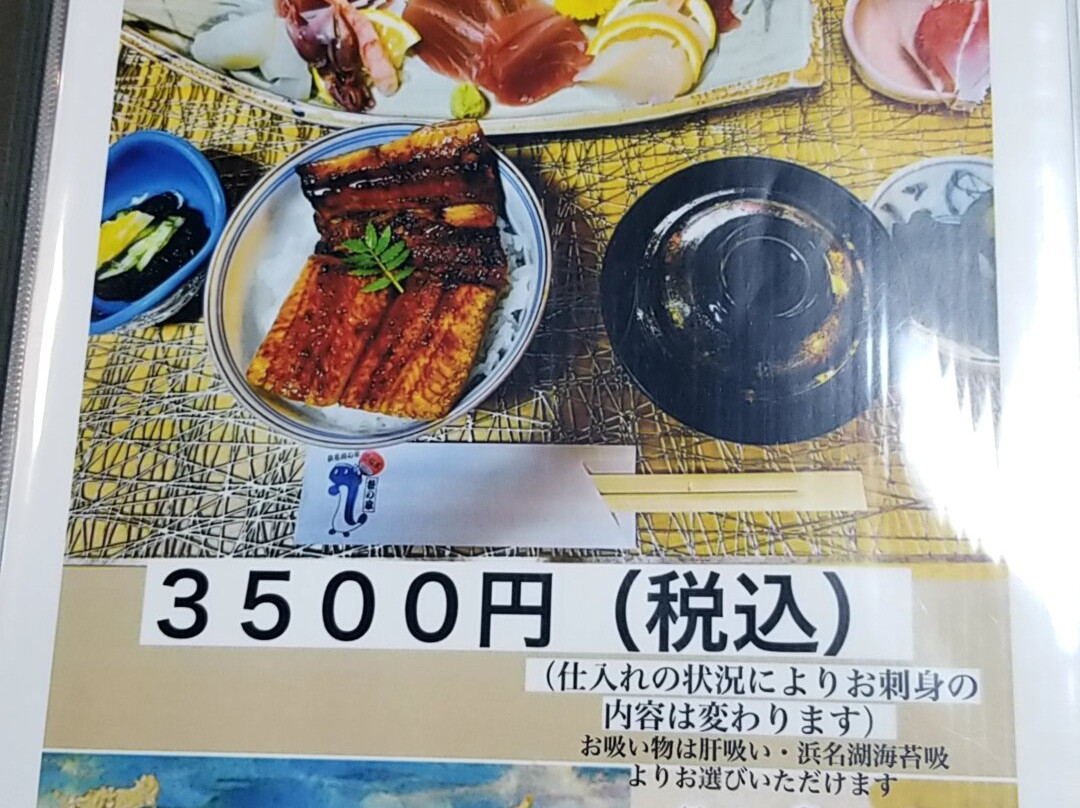 3500円（税込）
（仕入れの状況によりお刺身の
内容は変わります）
お吸い物は肝吸い・浜名湖海苔吸
よりお選びいただけます